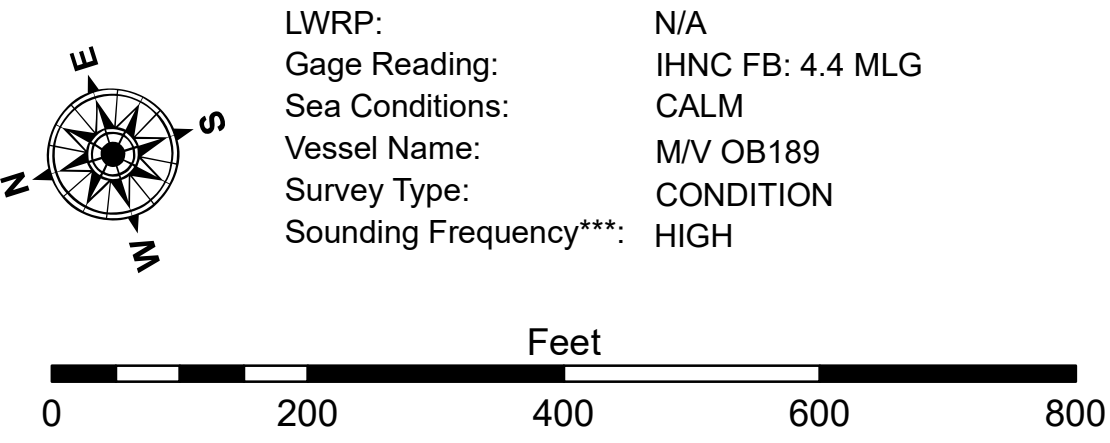 E
S
N
W
LWRP: N/A
Gage Reading: IHNC FB: 4.4 MLG
Sea Conditions: CALM
Vessel Name: M/V OB189
Survey Type: CONDITION
Sounding Frequency***: HIGH
Feet
0 200 400 600 800